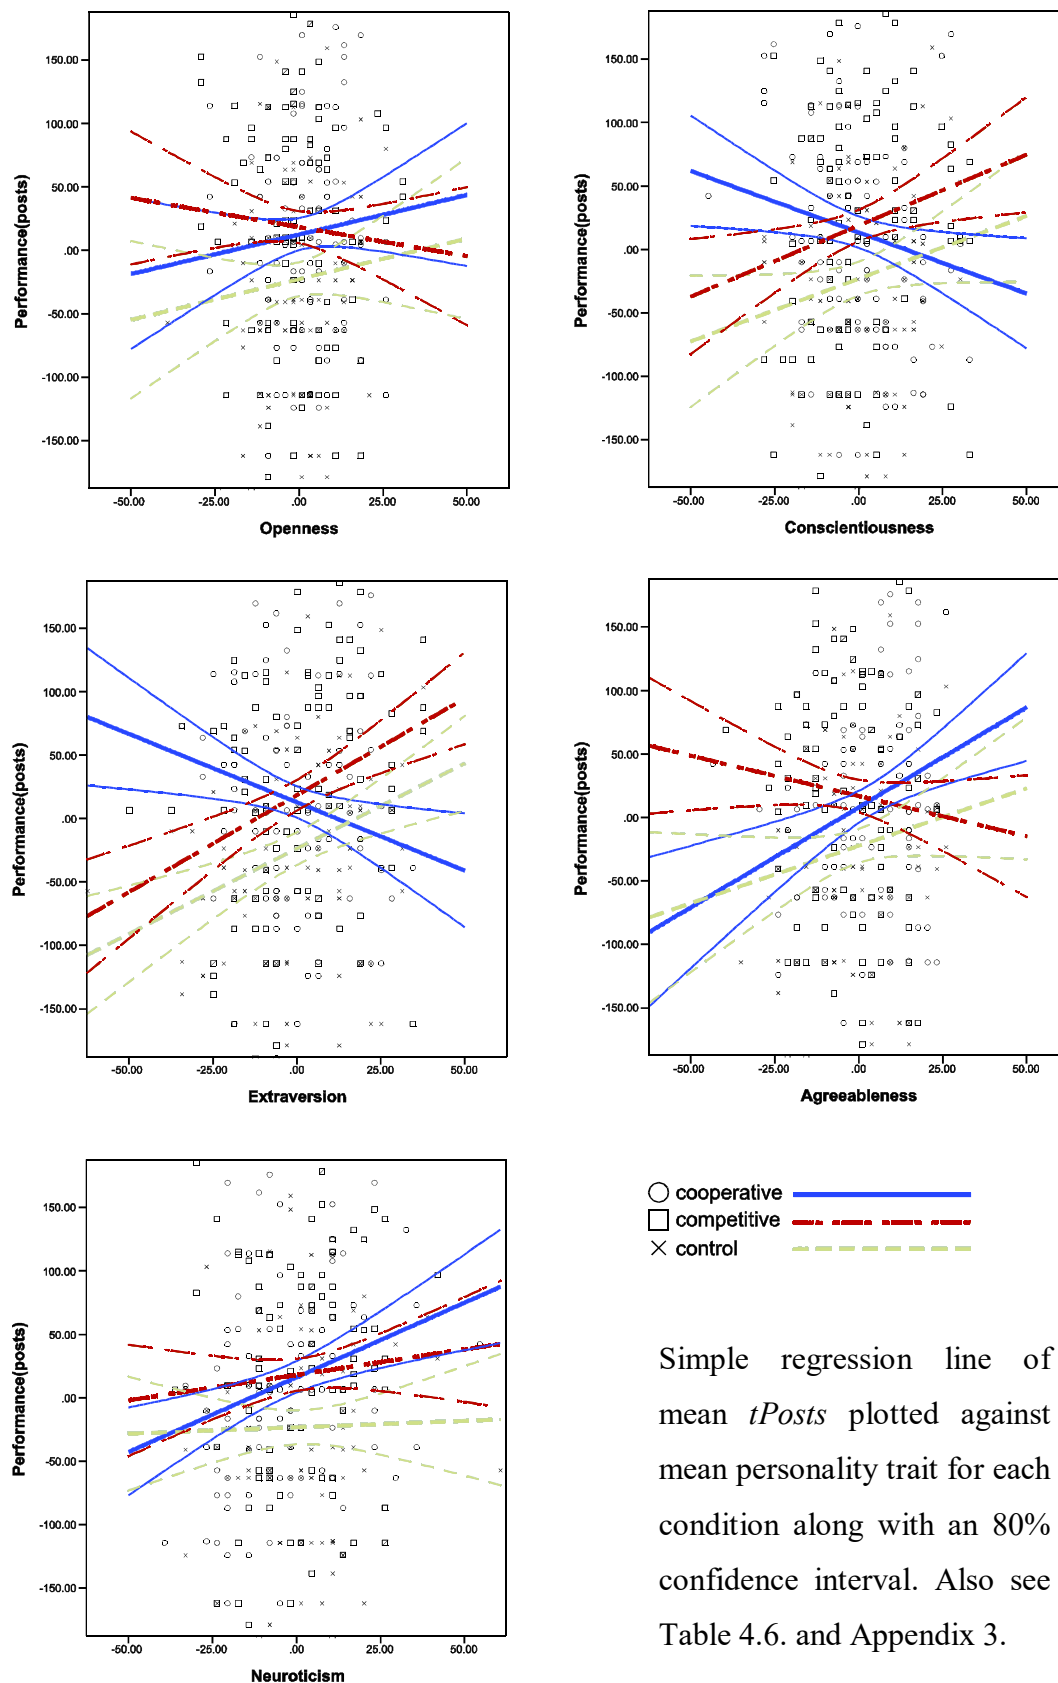 150.00
100.00
50.00
.00
-50.00
-100.00
-150.00
Performance(posts)
-50.00 -25.00 .00 25.00 50.00
Openness
150.00
100.00
50.00
.00
-50.00
-100.00
-150.00
Performance(posts)
-50.00 -25.00 .00 25.00 50.00
Conscientiousness
150.00
100.00
50.00
.00
-50.00
-100.00
-150.00
Performance(posts)
-50.00 -25.00 .00 25.00 50.00
Extraversion
150.00
100.00
50.00
.00
-50.00
-100.00
-150.00
Performance(posts)
-50.00 -25.00 .00 25.00 50.00
Agreeableness
150.00
100.00
50.00
.00
-50.00
-100.00
-150.00
Performance(posts)
-50.00 -25.00 .00 25.00 50.00
Neuroticism
cooperative
competitive
control
Simple regression line of
mean tPosts plotted against
mean personality trait for each
condition along with an 80%
confidence interval. Also see
Table 4.6. and Appendix 3.